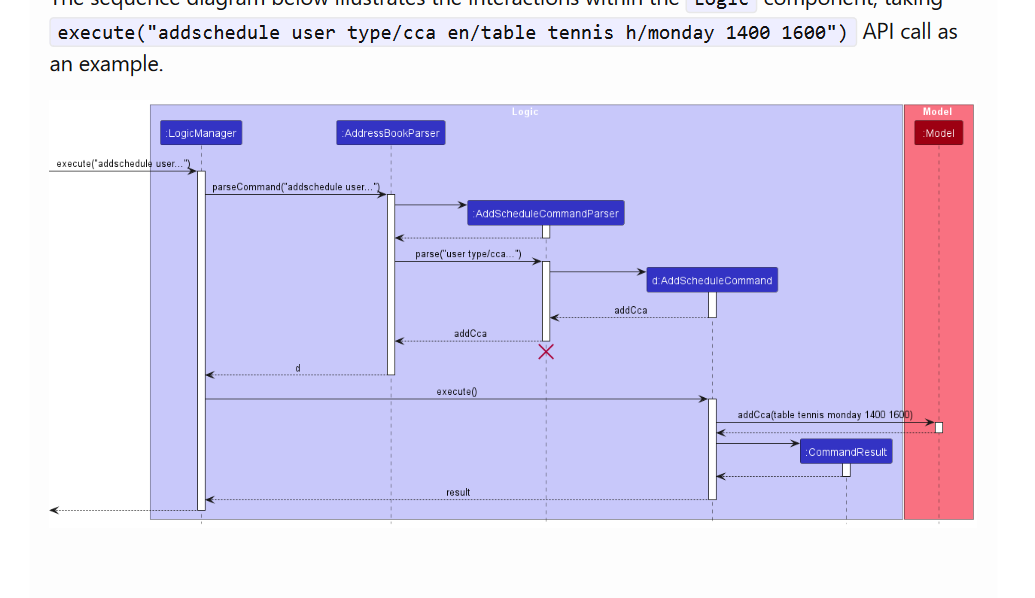 The sequence diagram below illustrates the interactions within the Logic component, taking
execute("addschedule user type/cca en/table tennis h/monday 1400 1600") API call as
an example.
Logic
Model
:LogicManager
:AddressBookParser
:Model
execute("addschedule user...")
parseCommand("addschedule user...")
:AddScheduleCommandParser
parse("user type/cca...")
d:AddScheduleCommand
addCca
addCca
d
execute()
addCca(table tennis monday 1400 1600)
:CommandResult
result